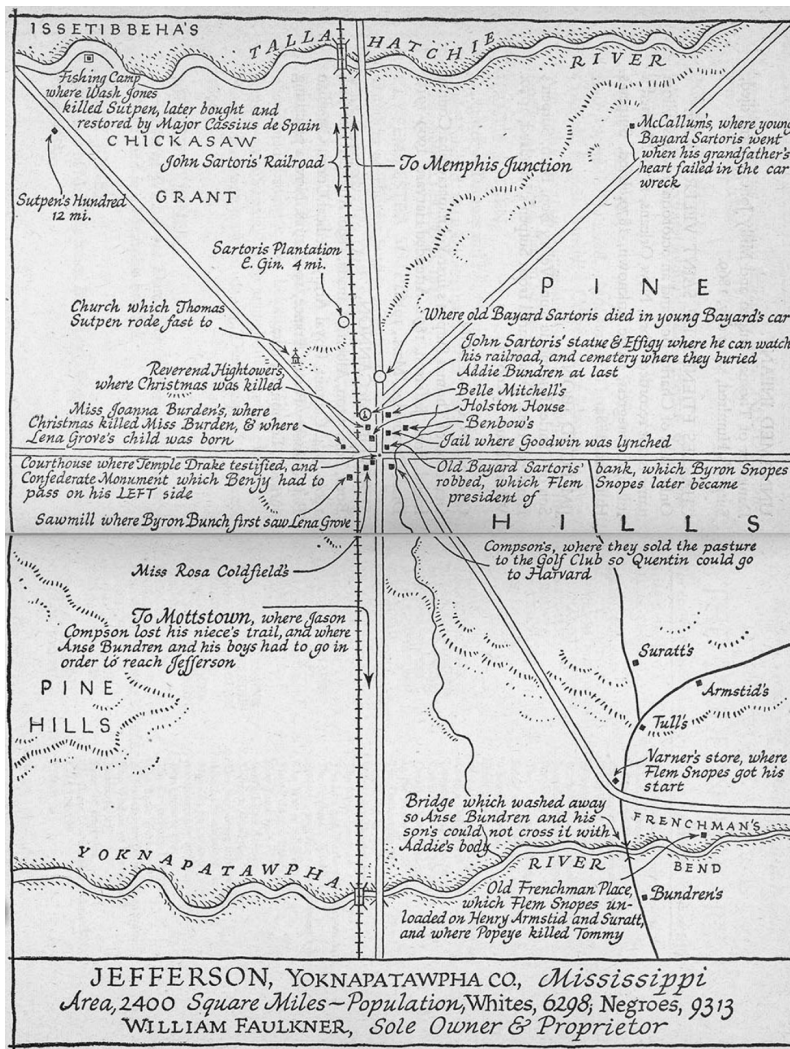 ISSETIBBEHA'S
TALLAHATCHIE
RIVER
Fishing Camp
where Wash Jones
killed Sutpen, later bought and
restored by Major Cassius de Spain
CHICKASAW
GRANT
John Sartoris' Railroad
To Memphis Junction
McCallum's, where young
Bayard Sartoris went
when his grandfather's
heart failed in the car
wreck
Sutpen's Hundred
12 mi.
Sartoris Plantation
& Gin. 4 mi.
PINE
Church which Thomas
Sutpen rode fast to
Where old Bayard Sartoris died in young Bayard's car
John Sartoris' statue & Effigy where he can watch
his railroad, and cemetery where they buried
Addie Bundren at last
Reverend Hightower's,
where Christmas was killed
Belle Mitchell's
Holston House
Benbow's
Jail where Goodwin was lynched
Miss Joanna Burden's, where
Christmas killed Miss Burden, & where
Lena Grove's child was born
Courthouse where Temple Drake testified, and
Confederate Monument which Benjy had to
pass on his LEFT side
Old Bayard Sartoris' bank, which Byron Snopes
robbed, which Flem Snopes later became
president of
Sawmill where Byron Bunch first saw Lena Grove
HILLS
Miss Rosa Coldfield's
Compson's, where they sold the pasture
to the Golf Club so Quentin could go
to Harvard
To Mottstown, where Jason
Compson lost his niece's trail, and where
Anse Bundren and his boys had to go in
order to reach Jefferson
PINE
HILLS
Suratt's
Armstid's
Tull's
Varner's store, where
Flem Snopes got his
start
Bridge which washed away
so Anse Bundren and his
son's could not cross it with
Addie's body
FRENCHMAN'S
BEND
YOKNAPATAWPHA
RIVER
Old Frenchman Place,
which Flem Snopes un-
loaded on Henry Armstid and Suratt,
and where Popeye killed Tommy
Bundren's
JEFFERSON, YOKNAPATAWPHA CO., Mississippi
Area, 2400 Square Miles—Population, Whites, 6298; Negroes, 9313
WILLIAM FAULKNER, Sole Owner & Proprietor